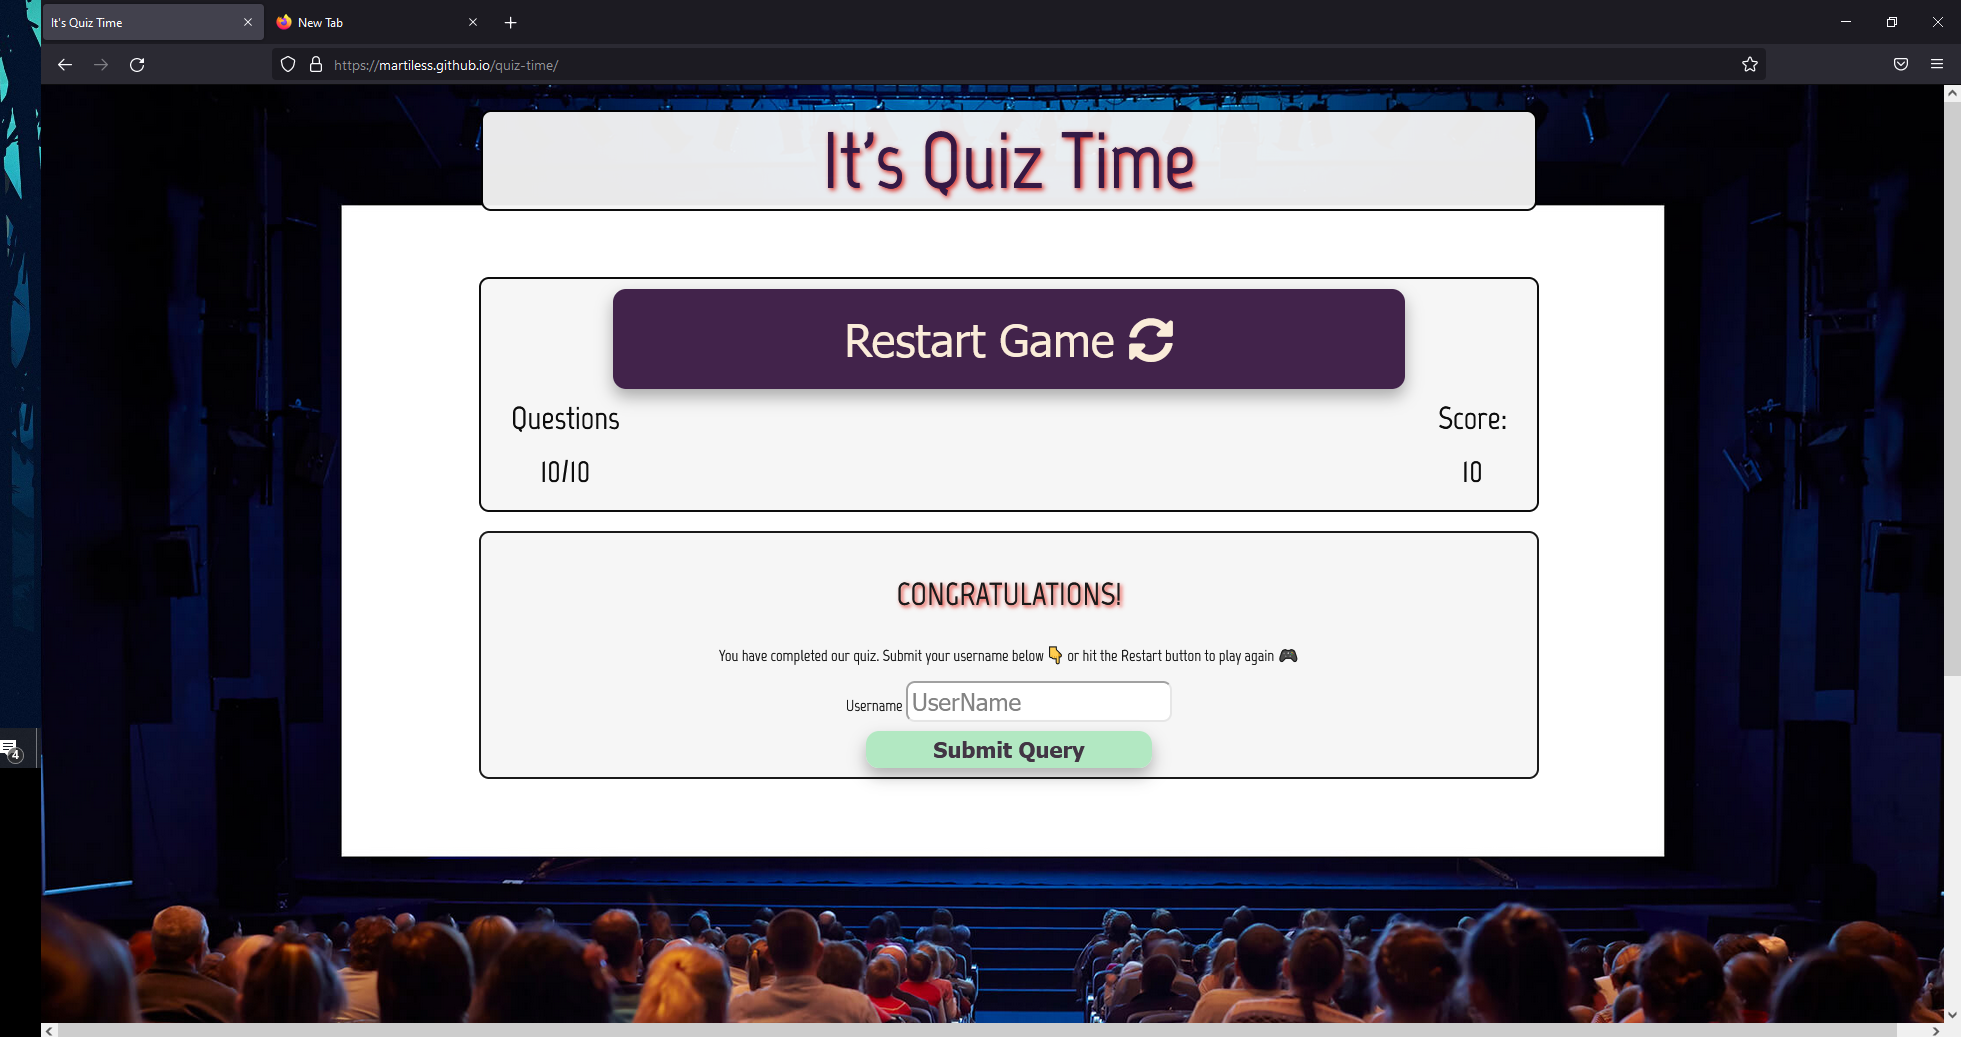 It's Quiz Time
New Tab
https://martiless.github.io/quiz-time/
It's Quiz Time
Restart Game
Questions
Score:
10/10
10
CONGRATULATIONS!
You have completed our quiz. Submit your username below 👇 or hit the Restart button to play again 🎮
Username UserName
Submit Query
4